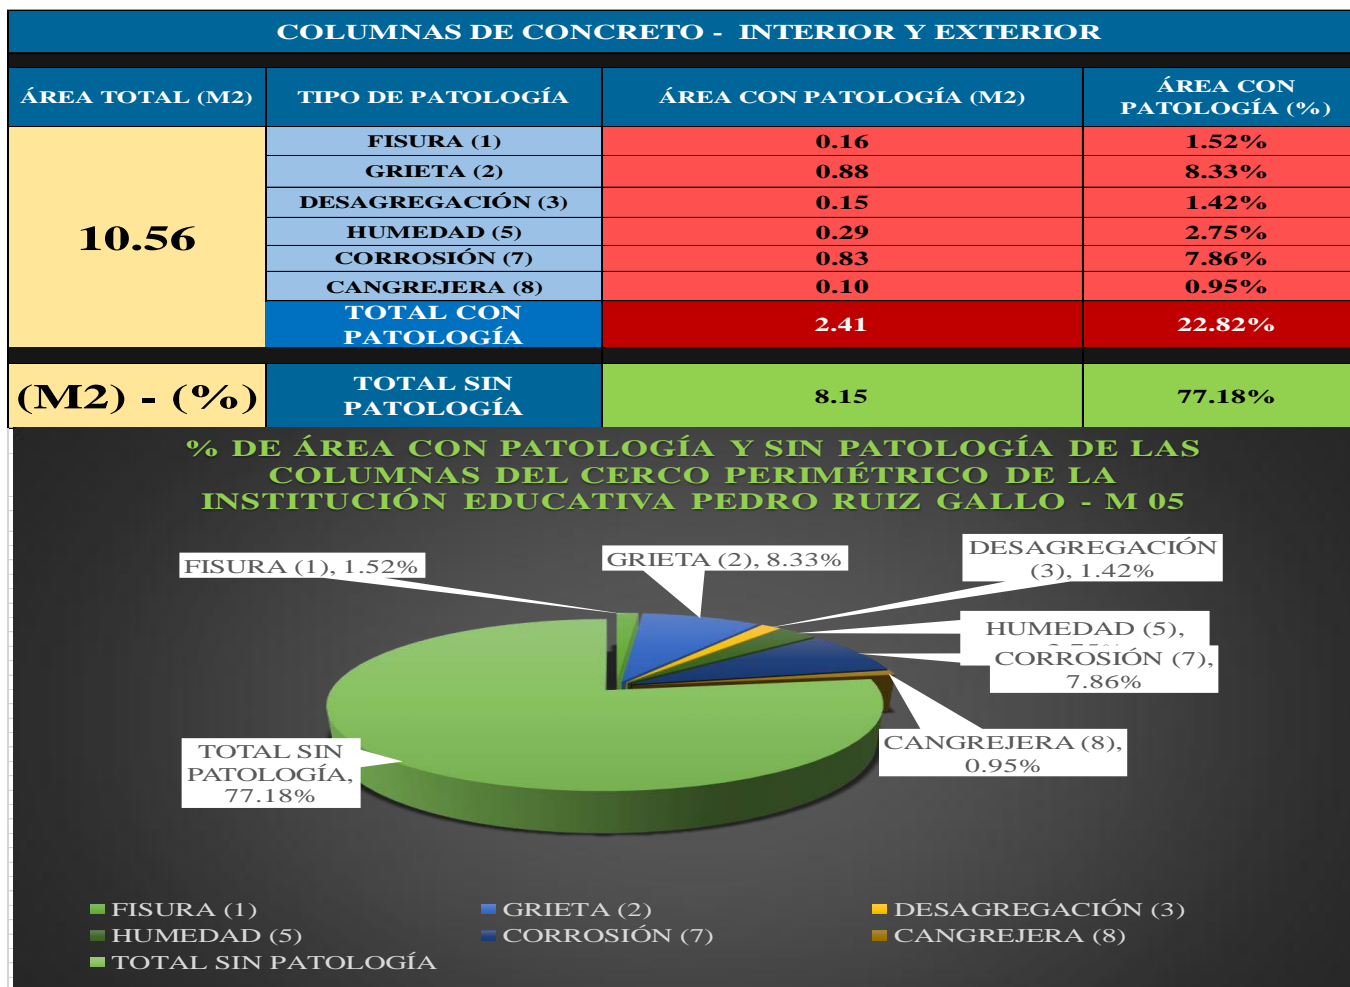 COLUMNAS DE CONCRETO - INTERIOR Y EXTERIOR
ÁREA TOTAL (M2) TIPO DE PATOLOGÍA ÁREA CON PATOLOGÍA (M2) ÁREA CON PATOLOGÍA (%)
10.56
FISURA (1) 0.16 1.52%
GRIETA (2) 0.88 8.33%
DESAGREGACIÓN (3) 0.15 1.42%
HUMEDAD (5) 0.29 2.75%
CORROSIÓN (7) 0.83 7.86%
CANGREJERA (8) 0.10 0.95%
TOTAL CON PATOLOGÍA 2.41 22.82%
(M2) - (%) TOTAL SIN PATOLOGÍA 8.15 77.18%
% DE ÁREA CON PATOLOGÍA Y SIN PATOLOGÍA DE LAS
COLUMNAS DEL CERCO PERIMÉTRICO DE LA
INSTITUCIÓN EDUCATIVA PEDRO RUIZ GALLO - M 05
FISURA (1), 1.52%
GRIETA (2), 8.33%
DESAGREGACIÓN
(3), 1.42%
HUMEDAD (5),
CORROSIÓN (7),
7.86%
CANGREJERA (8),
0.95%
TOTAL SIN
PATOLOGÍA,
77.18%
FISURA (1) GRIETA (2) DESAGREGACIÓN (3)
HUMEDAD (5) CORROSIÓN (7) CANGREJERA (8)
TOTAL SIN PATOLOGÍA